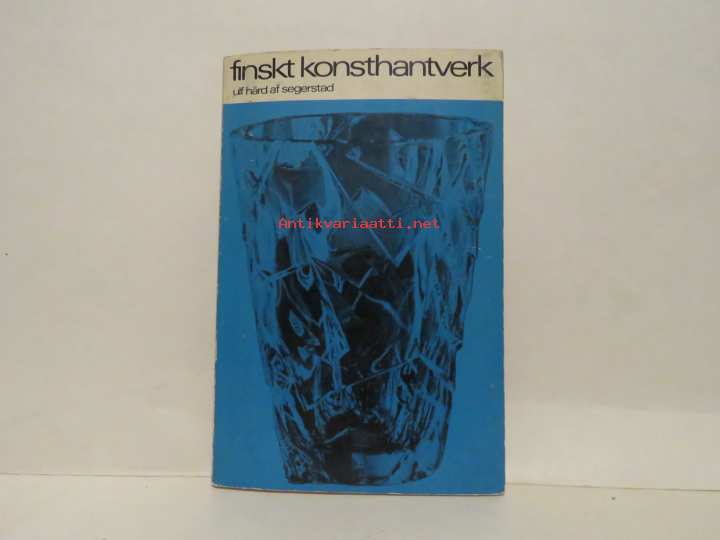 finskt konsthantverk
ulf hård af segerstad
Antikvariaatti.net